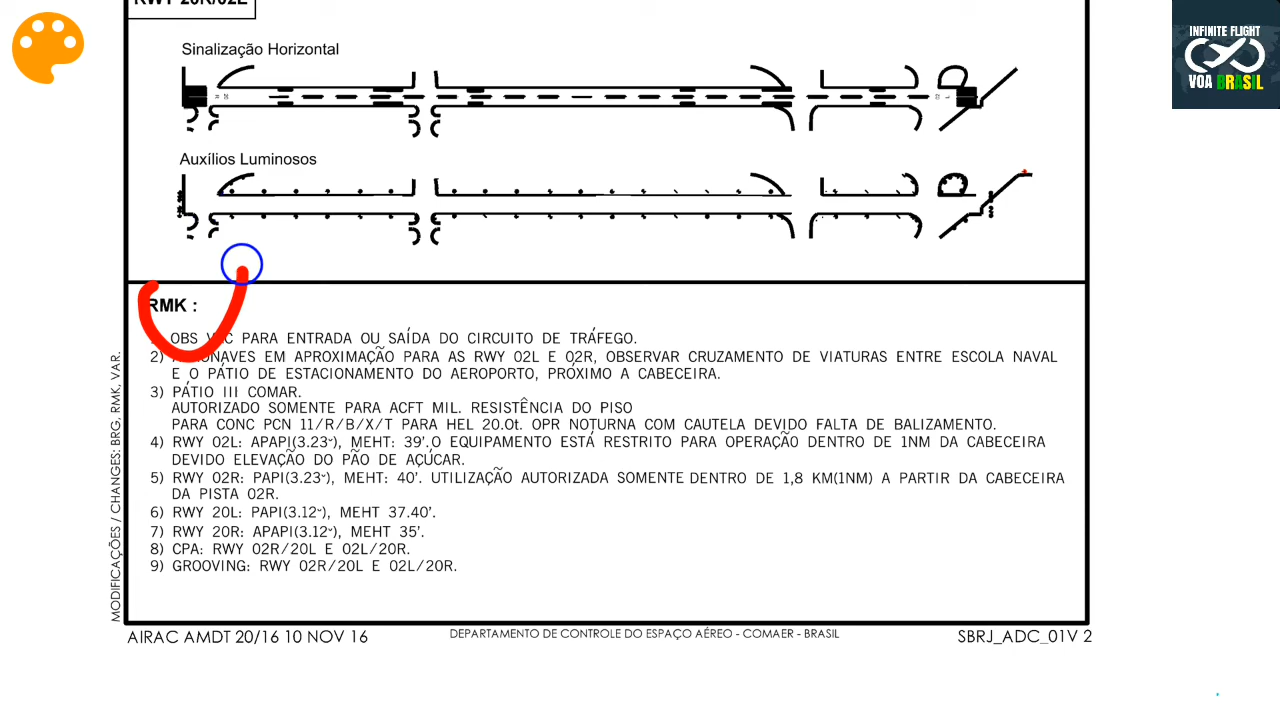 RWY 20R/02L
INFINITE FLIGHT
VOA BRASIL
Sinalização Horizontal
Auxílios Luminosos
RMK :
OBS PARA ENTRADA OU SAÍDA DO CIRCUITO DE TRÁFEGO.
2) EM APROXIMAÇÃO PARA AS RWY 02L E 02R, OBSERVAR CRUZAMENTO DE VIATURAS ENTRE ESCOLA NAVAL
E O PÁTIO DE ESTACIONAMENTO DO AEROPORTO, PRÓXIMO A CABECEIRA.
3) PÁTIO III COMAR.
AUTORIZADO SOMENTE PARA ACFT MIL. RESISTÊNCIA DO PISO
PARA CONC PCN 11/R/B/X/T PARA HEL 20.0t. OPR NOTURNA COM CAUTELA DEVIDO FALTA DE BALIZAMENTO.
4) RWY 02L: APAPI(3.23˘), MEHT: 39'.O EQUIPAMENTO ESTÁ RESTRITO PARA OPERAÇÃO DENTRO DE 1NM DA CABECEIRA
DEVIDO ELEVAÇÃO DO PÃO DE AÇÚCAR.
5) RWY 02R: PAPI(3.23˘), MEHT: 40'. UTILIZAÇÃO AUTORIZADA SOMENTE DENTRO DE 1,8 KM(1NM) A PARTIR DA CABECEIRA
DA PISTA 02R.
6) RWY 20L: PAPI(3.12˘), MEHT 37.40'.
7) RWY 20R: APAPI(3.12˘), MEHT 35'.
8) CPA: RWY 02R/20L E 02L/20R.
9) GROOVING: RWY 02R/20L E 02L/20R.
MODIFICAÇÕES / CHANGES: BRG, RMK, VAR.
AIRAC AMDT 20/16 10 NOV 16
DEPARTAMENTO DE CONTROLE DO ESPAÇO AÉREO - COMAER - BRASIL
SBRJ_ADC_01V 2